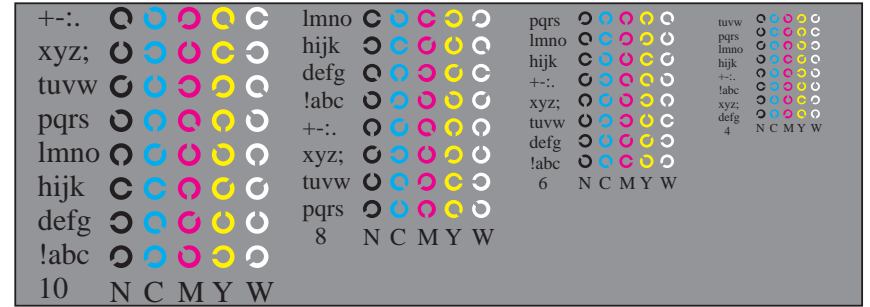 +-:.
xyz;
tuvw
pqrs
lmno
hijk
defg
!abc
10 N C M Y W
lmno
hijk
defg
!abc
+-:.
xyz;
tuvw
pqrs
8 N C M Y W
pqrs
lmno
hijk
+-:.
xyz;
tuvw
defg
!abc
6 N C M Y W
tuvw
pqrs
lmno
hijk
+-:.
!abc
xyz;
defg
4 N C M Y W